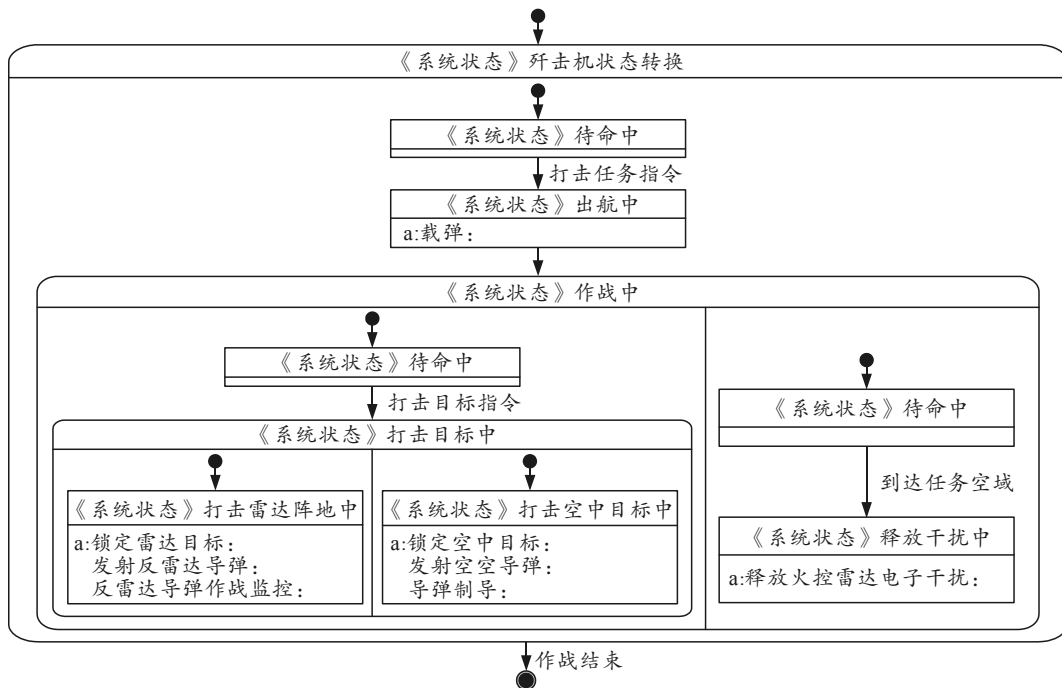 《系统状态》歼击机状态转换
《系统状态》待命中
打击任务指令
《系统状态》出航中
a:载弹：
《系统状态》作战中
《系统状态》待命中
打击目标指令
《系统状态》打击目标中
《系统状态》打击雷达阵地中
a:锁定雷达目标：
发射反雷达导弹：
反雷达导弹作战监控：
《系统状态》打击空中目标中
a:锁定空中目标：
发射空空导弹：
导弹制导：
《系统状态》待命中
到达任务空域
《系统状态》释放干扰中
a:释放火控雷达电子干扰：
作战结束